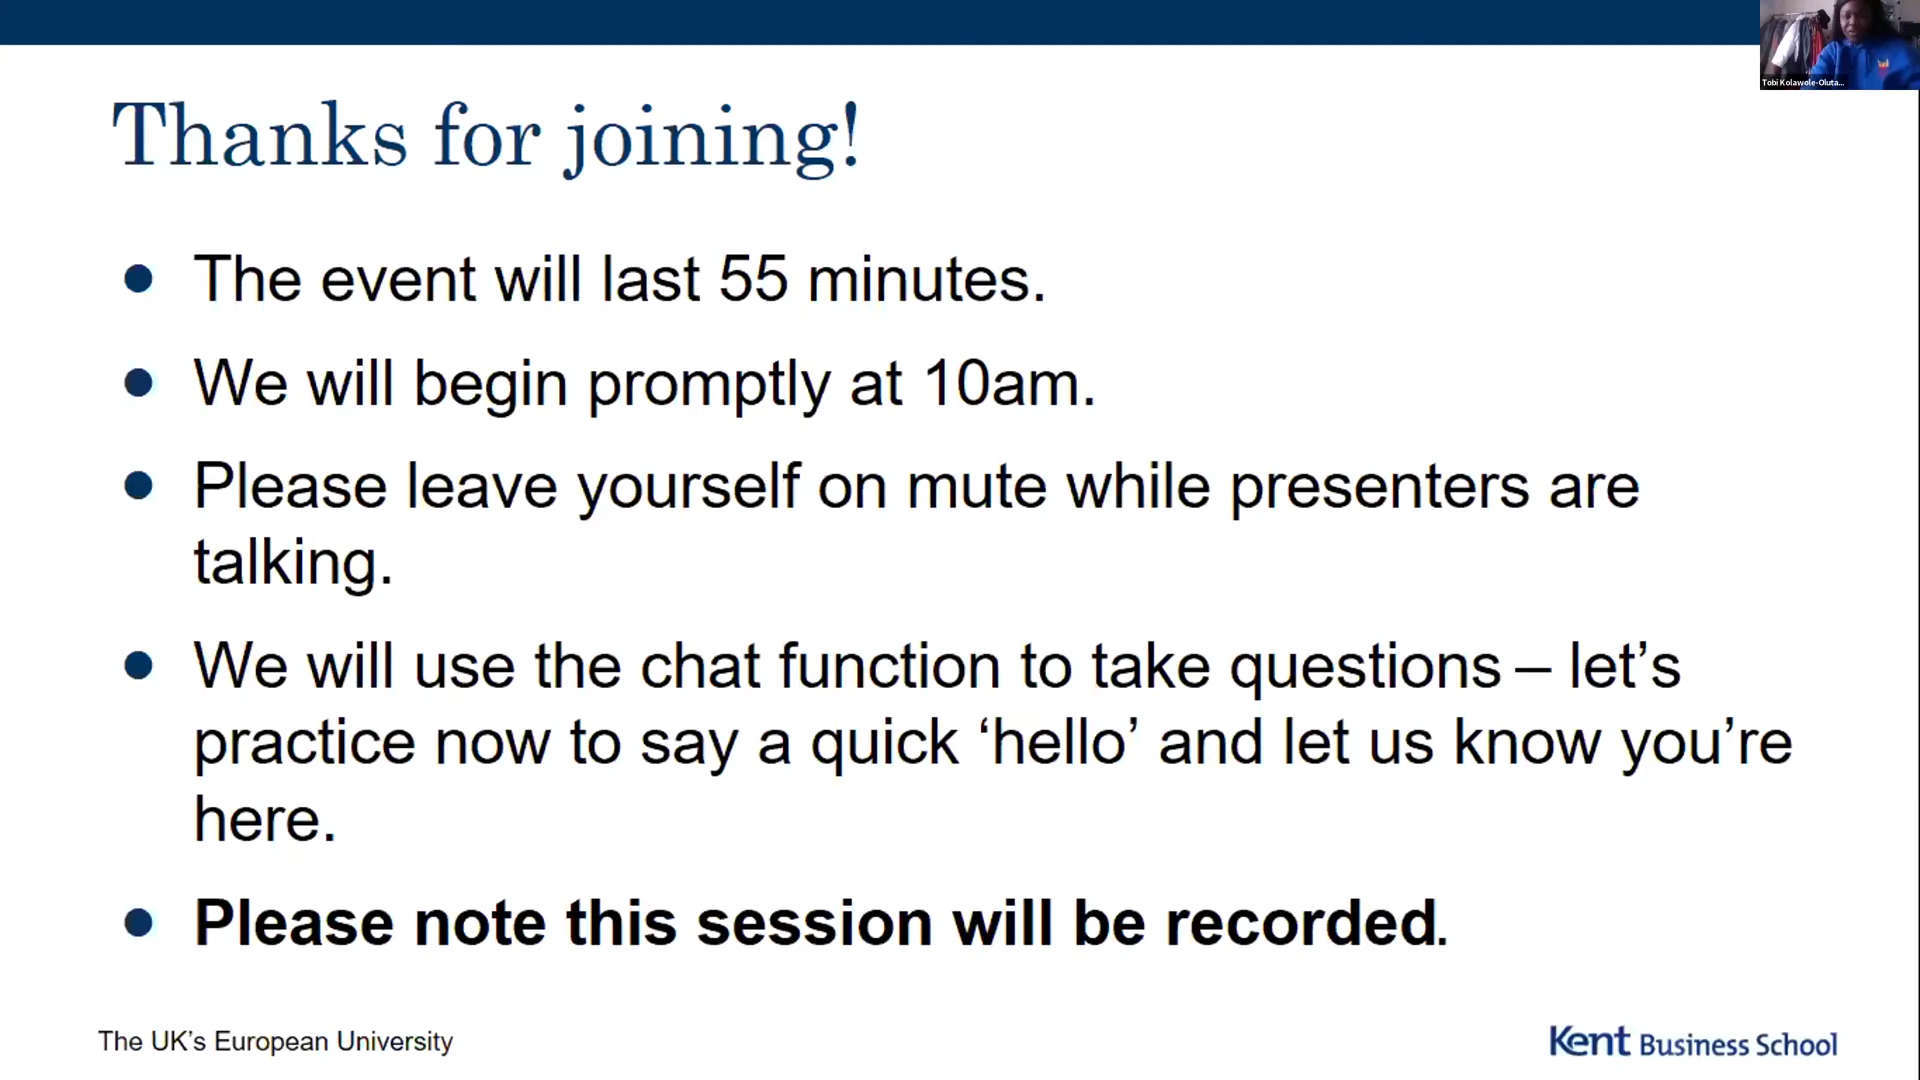 Tobi Kolawole-Oluta...
Thanks for joining!
The event will last 55 minutes.
We will begin promptly at 10am.
Please leave yourself on mute while presenters are
talking.
We will use the chat function to take questions – let’s
practice now to say a quick ‘hello’ and let us know you’re
here.
Please note this session will be recorded.
The UK’s European University
Kent Business School